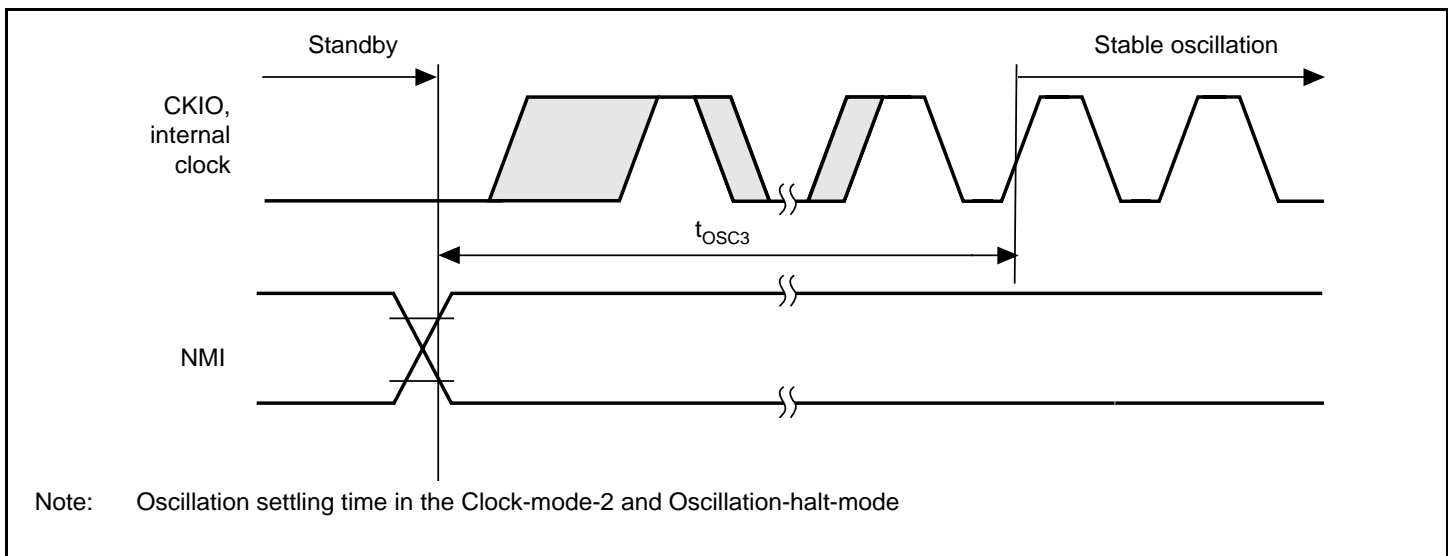 Standby
Stable oscillation
CKIO,
internal
clock
tOSC3
NMI
Note: Oscillation settling time in the Clock-mode-2 and Oscillation-halt-mode